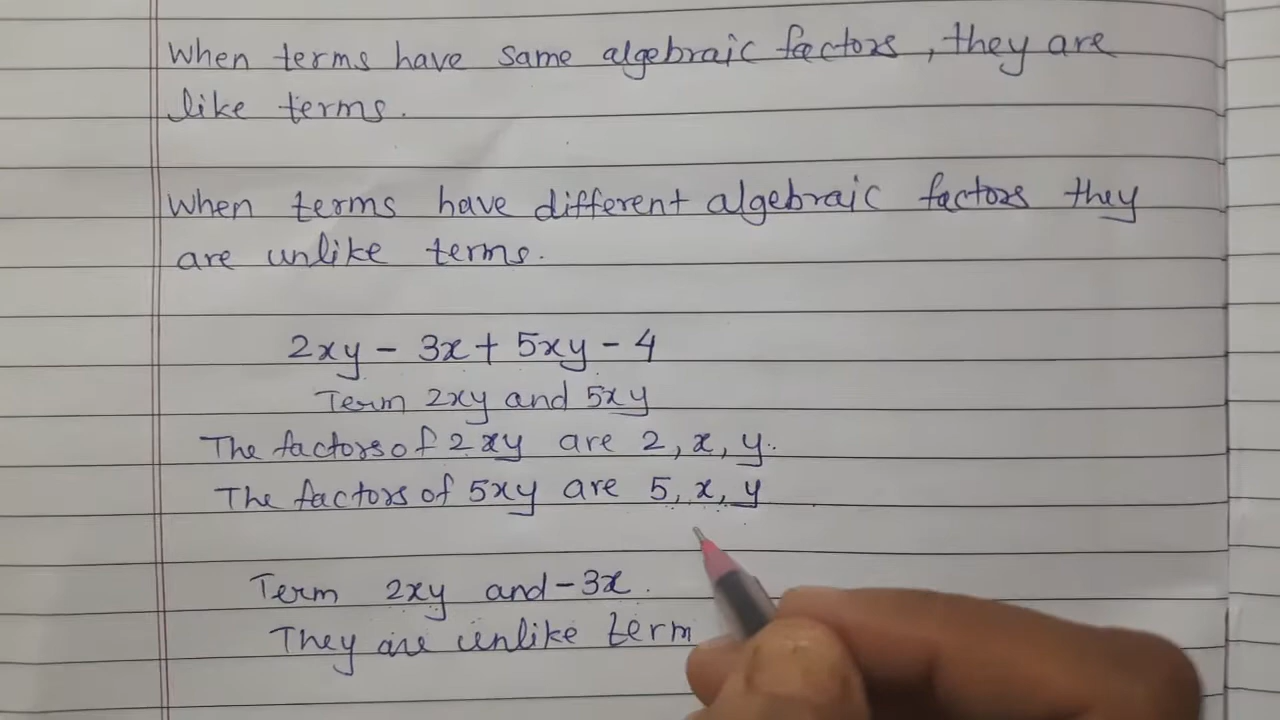 When terms have same algebraic factors, they are
like terms.
When terms have different algebraic factors they
are unlike terms.
2xy - 3x + 5xy - 4
Term 2xy and 5xy
The factors of 2xy are 2, x, y.
The factors of 5xy are 5, x, y
Term 2xy and -3x.
They are unlike term